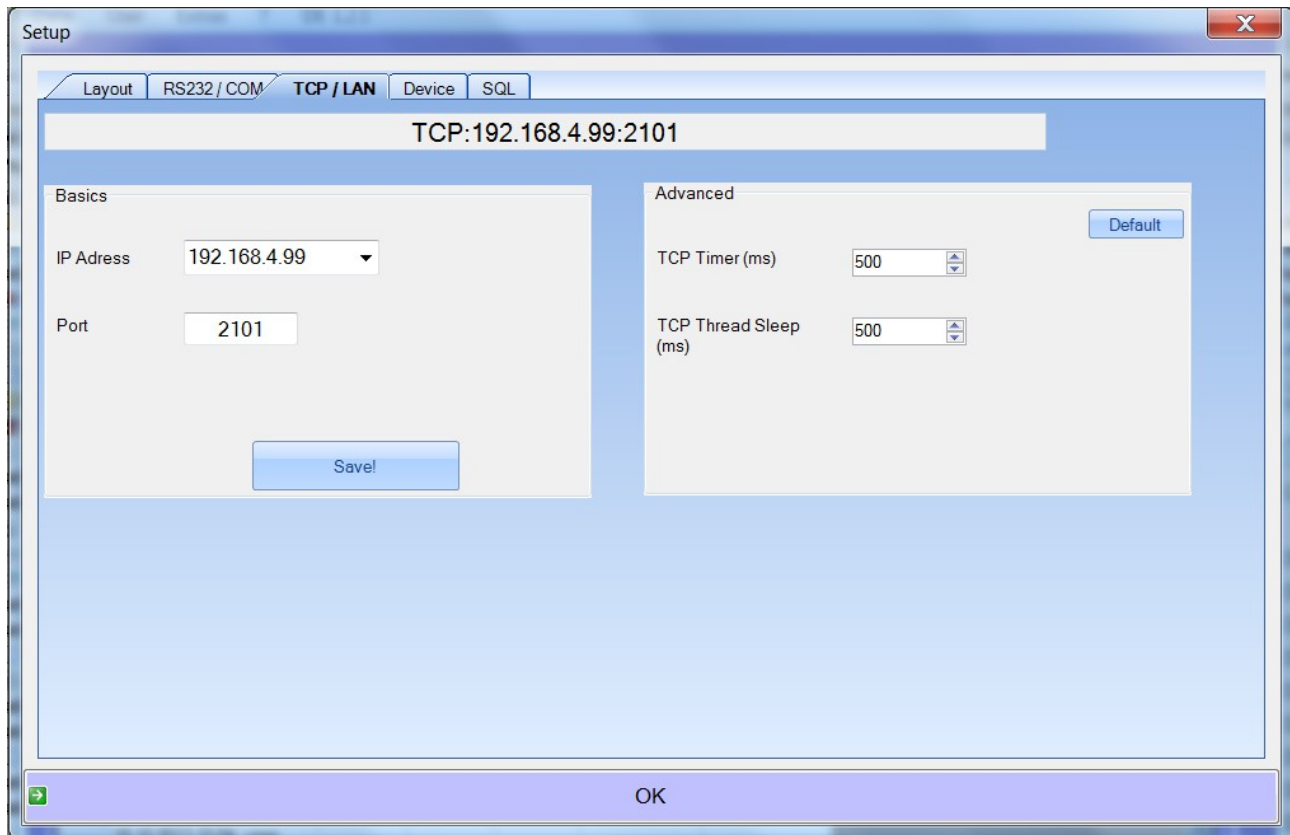 Setup
Layout RS232 / COM TCP / LAN Device SQL
TCP:192.168.4.99:2101
Basics
IP Adress 192.168.4.99
Port 2101
Save!
Advanced
Default
TCP Timer (ms) 500
TCP Thread Sleep 500
(ms)
OK